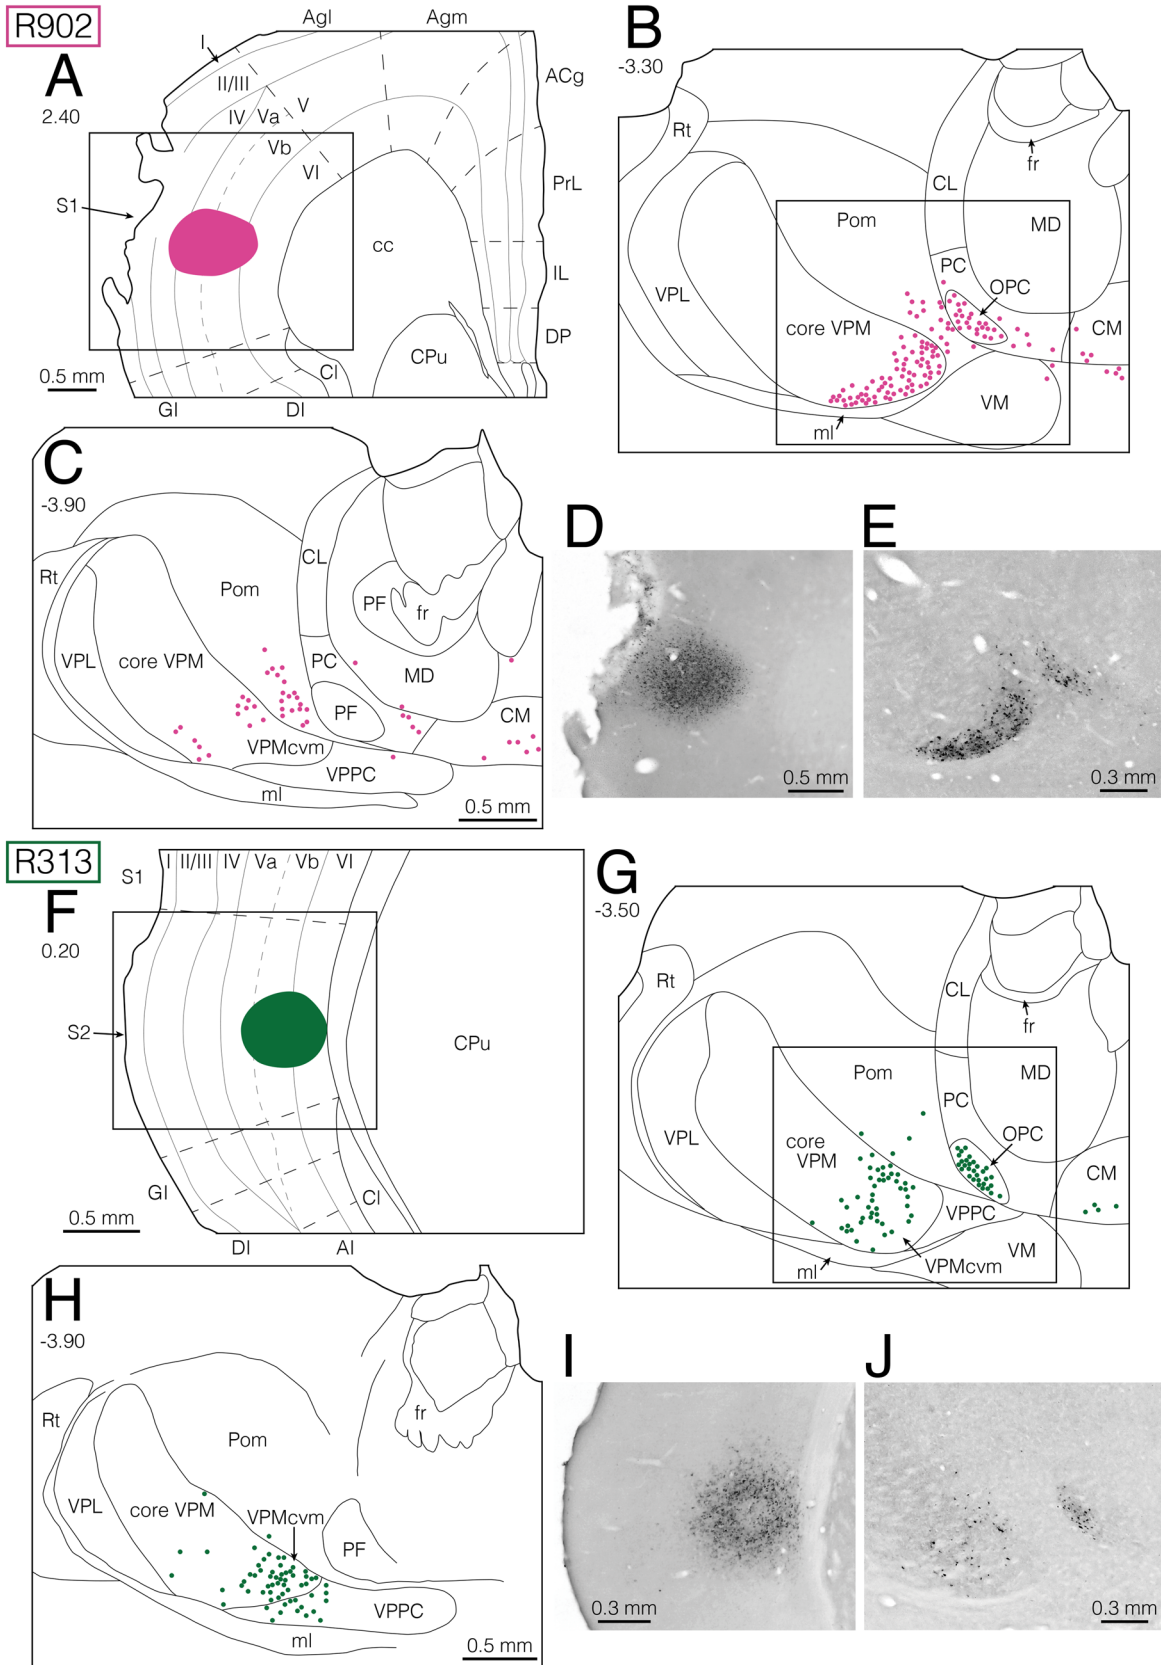 R902
A
2.40
Agl
Agm
I
II/III
IV
Va
V
Vb
VI
ACg
PrL
IL
DP
S1
cc
CPu
Cl
GI
DI
0.5 mm
B
-3.30
Rt
CL
fr
Pom
MD
PC
OPC
VPL
core VPM
CM
VM
ml
C
-3.90
Rt
CL
Pom
PF
fr
VPL
core VPM
PC
MD
PF
CM
VPMcvm
VPPC
ml
0.5 mm
D
0.5 mm
E
0.3 mm
R313
F
0.20
S1
I
II/III
IV
Va
Vb
VI
S2
CPu
GI
Cl
0.5 mm
DI
AI
G
-3.50
Rt
CL
fr
Pom
MD
PC
OPC
VPL
core
VPM
CM
VPPC
VM
VPMcvm
ml
H
-3.90
Rt
fr
Pom
VPL
core VPM
VPMcvm
PF
VPPC
ml
0.5 mm
I
0.3 mm
J
0.3 mm